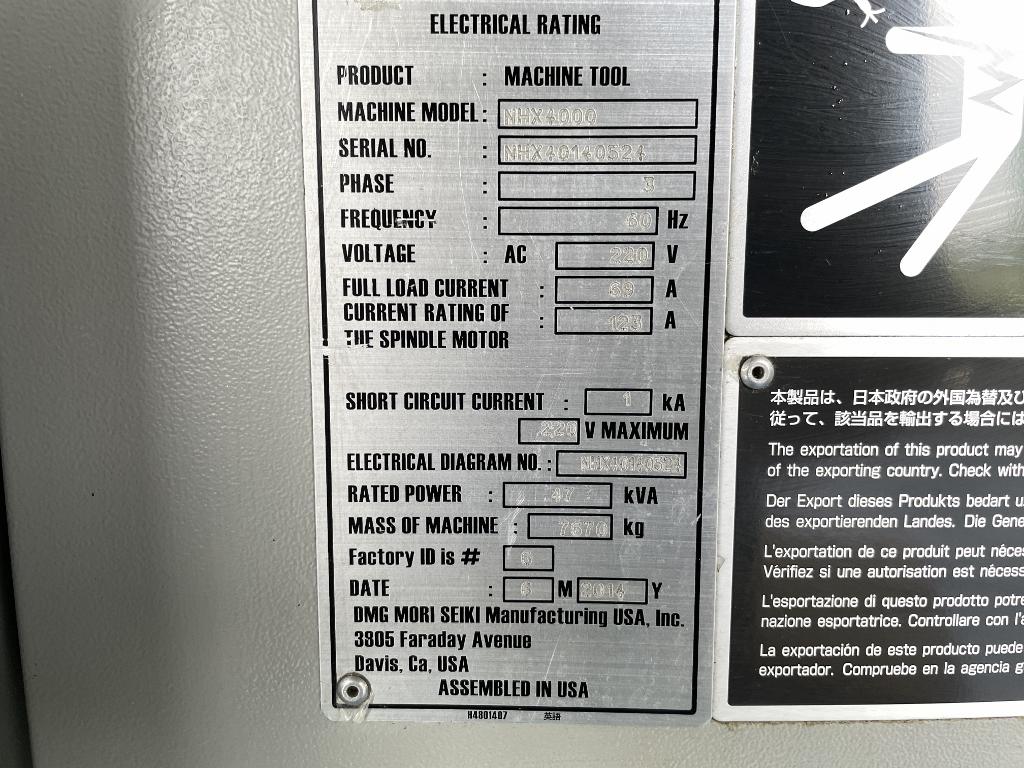 ELECTRICAL RATING
PRODUCT : MACHINE TOOL
MACHINE MODEL : NHX4000
SERIAL NO. : NHX40140524
PHASE : 3
FREQUENCY : 60 Hz
VOLTAGE : AC 220 V
FULL LOAD CURRENT : 69 A
CURRENT RATING OF
THE SPINDLE MOTOR : 123 A
SHORT CIRCUIT CURRENT : 1 kA
220 V MAXIMUM
ELECTRICAL DIAGRAM NO. : NHX40140524
RATED POWER : 47 kVA
MASS OF MACHINE : kg
Factory ID is # 6
DATE : 6 M 2014 Y
DMG MORI SEIKI Manufacturing USA, Inc.
3805 Faraday Avenue
Davis, Ca, USA
ASSEMBLED IN USA
H4801407 英語
本製品は、日本政府の外国為替及び
従って、該当品を輸出する場合には
The exportation of this product may
of the exporting country. Check with
Der Export dieses Produkts bedart
des exportierenden Landes. Die
L'exportation de ce produit peut
Vérifiez si une autorisation est
L'esportazione di questo prodotto
nazione esportatrice. Controllare con
La exportación de este producto puede
exportador. Compruebe en la agencia